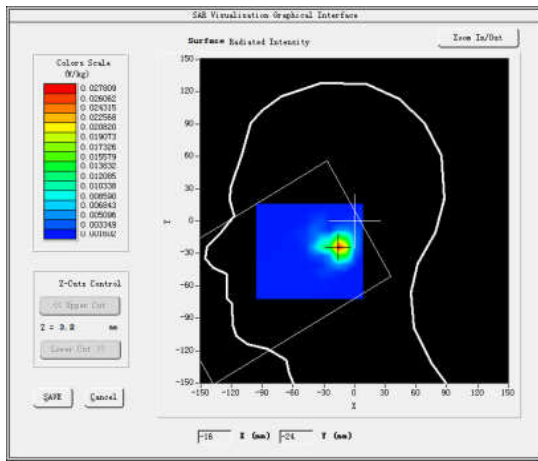 SAR Visualisation Graphical Interface
Surface Radiated Intensity
Zoom In/Out
Colors Scale
(W/kg)
0.027809
0.026062
0.024315
0.022568
0.020820
0.019073
0.017326
0.015579
0.013832
0.012085
0.010338
0.008590
0.006843
0.005096
0.003349
0.001602
150
120
90
60
30
0
-30
-60
-90
-120
-150
Y
-150 -120 -90 -60 -30 0 30 60 90 120 150
X
Z-Cuts Control
<< Upper Cut
Z = 3.2 mm
Lower Cut >>
SAVE Cancel
-16 X (mm) -24 Y (mm)